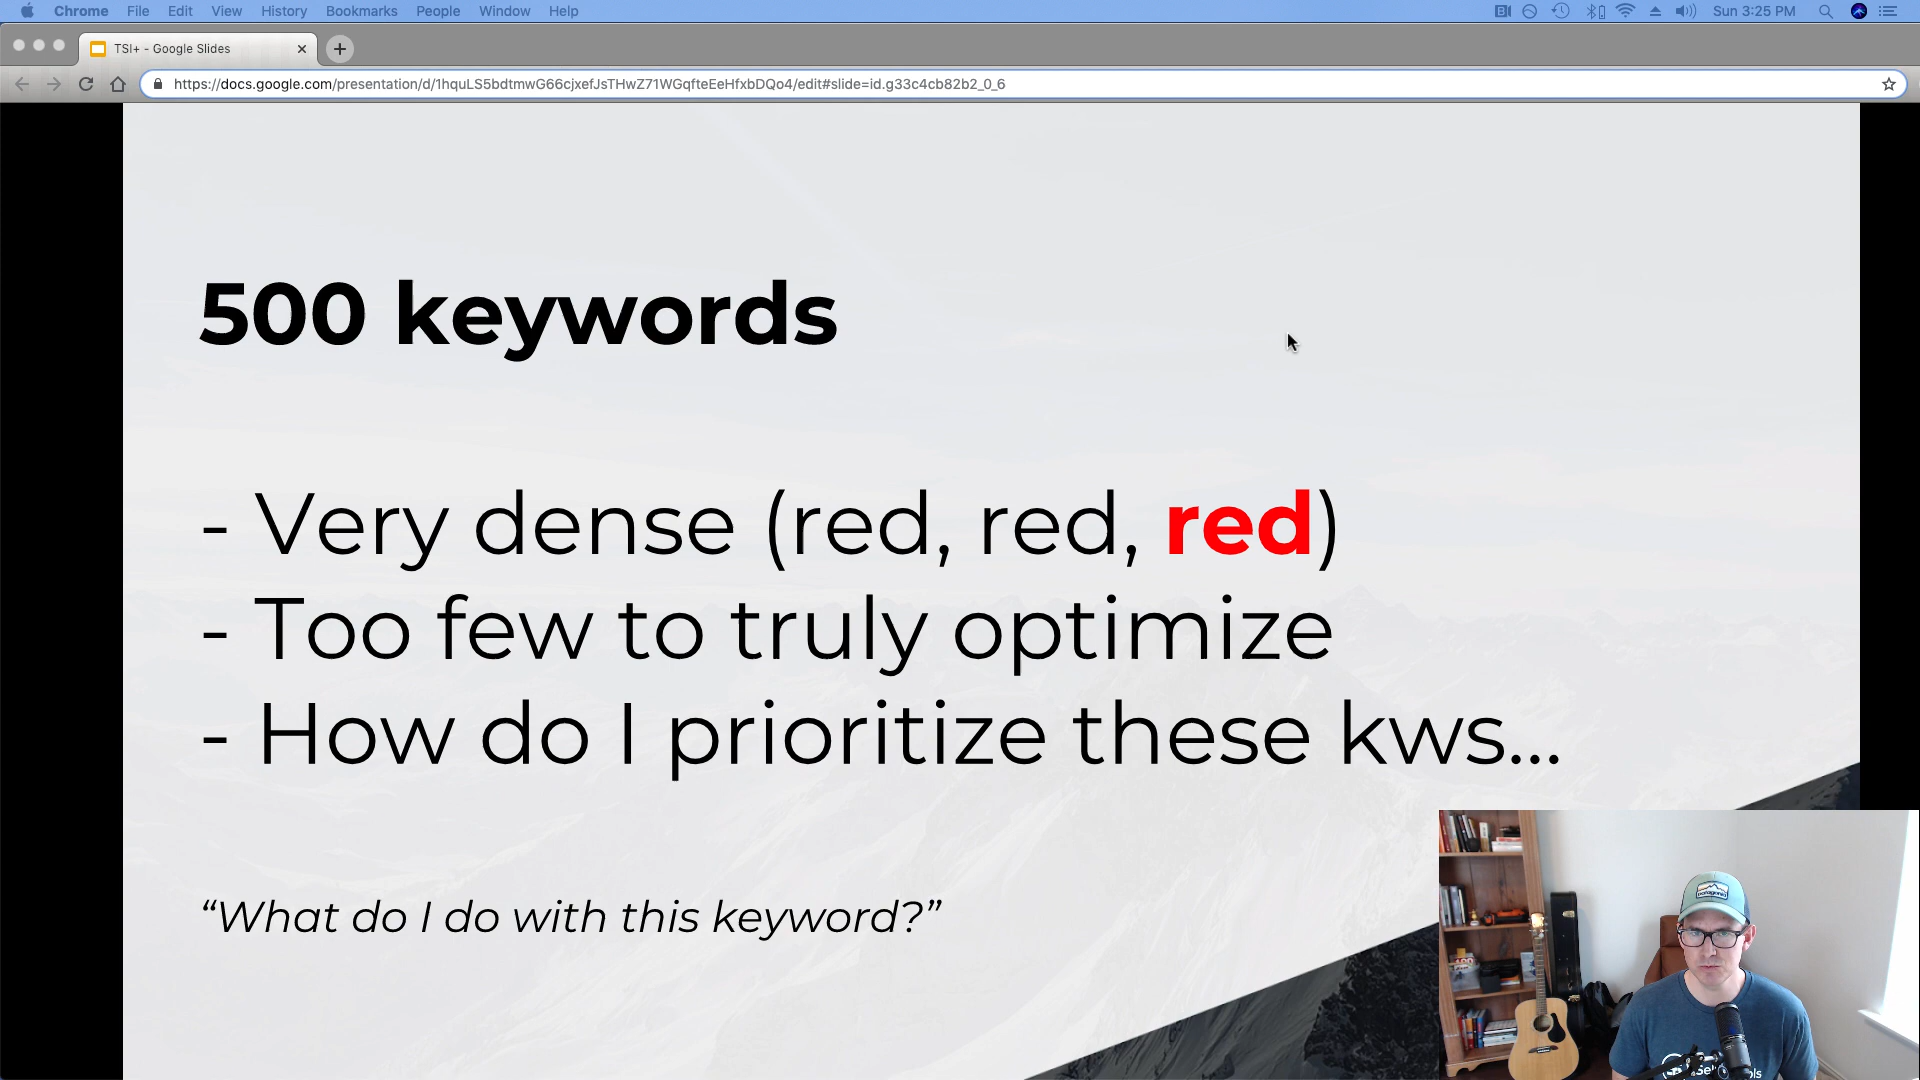 Chrome File Edit View History Bookmarks People Window Help
Sun 3:25 PM
TSI+ - Google Slides
https://docs.google.com/presentation/d/1hquLS5bdtmwG66cjxefJsTHwZ71WGqfteEeHfxbDQo4/edit#slide=id.g33c4cb82b2_0_6
500 keywords
- Very dense (red, red, red)
- Too few to truly optimize
- How do I prioritize these kws...
“What do I do with this keyword?”
patagonia